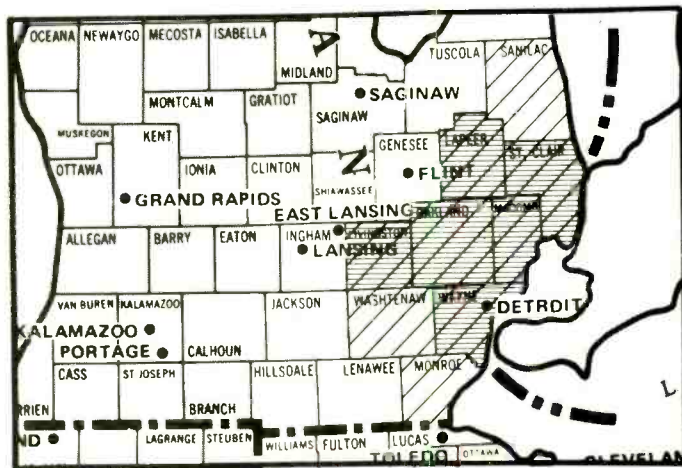 OCEANA NEWAYGO MECOSTA ISABELLA
A
MIDLAND
TUSCOLA SANILAC
SAGINAW
MONTCALM GRATIOT
SAGINAW
MUSKEGON KENT
GENESEE LAPEER ST. CLAIR
OTTAWA IONIA CLINTON
N
SHIAWASSEE
FLINT
GRAND RAPIDS
EAST LANSING
OAKLAND MACOMB
LIVINGSTON
ALLEGAN BARRY EATON INGHAM
LANSING
VAN BUREN KALAMAZOO JACKSON WASHTENAW WAYNE
DETROIT
KALAMAZOO
PORTAGE CALHOUN
CASS ST JOSEPH HILLSDALE LENAWEE MONROE
L
RRIEN BRANCH
ND LAGRANGE STEUBEN WILLIAMS FULTON LUCAS
TOLEDO OTTAWA CLEVELAN